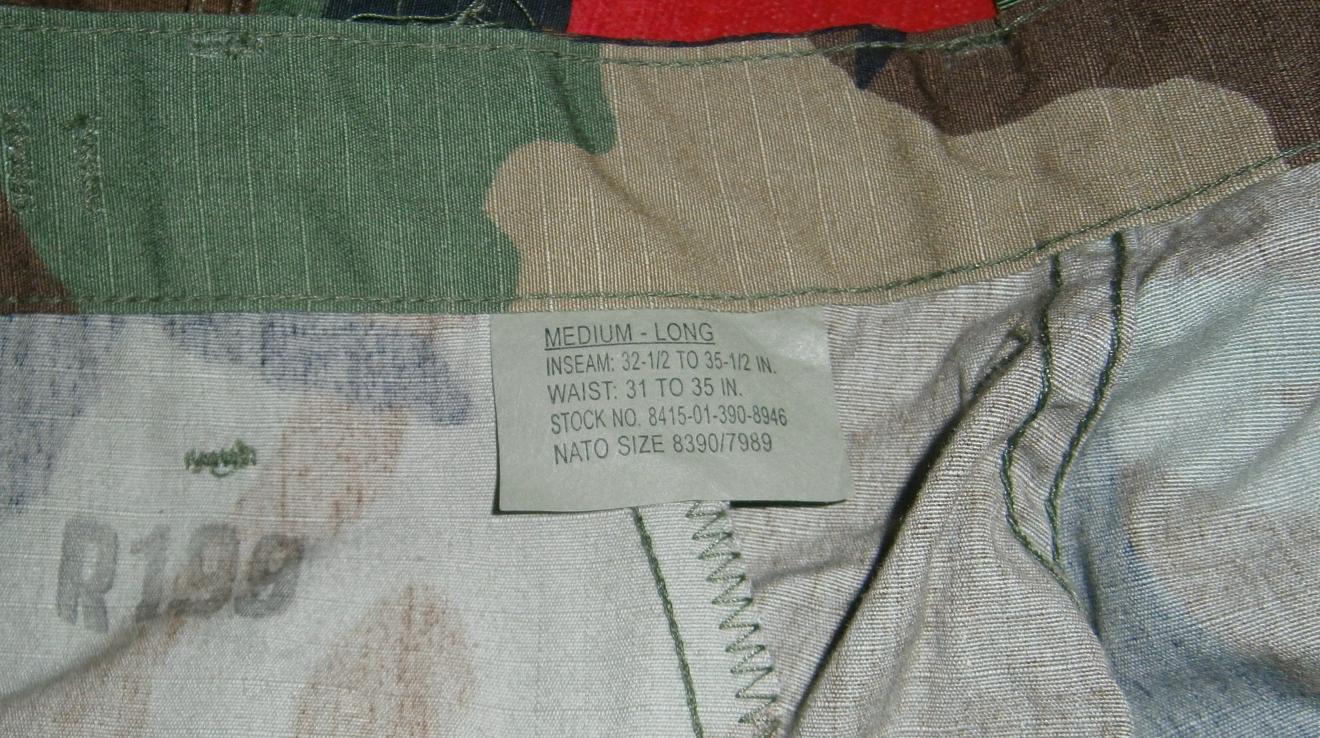 MEDIUM - LONG
INSEAM: 32-1/2 TO 35-1/2 IN.
WAIST: 31 TO 35 IN.
STOCK NO. 8415-01-390-8946
NATO SIZE 8390/7989
R199